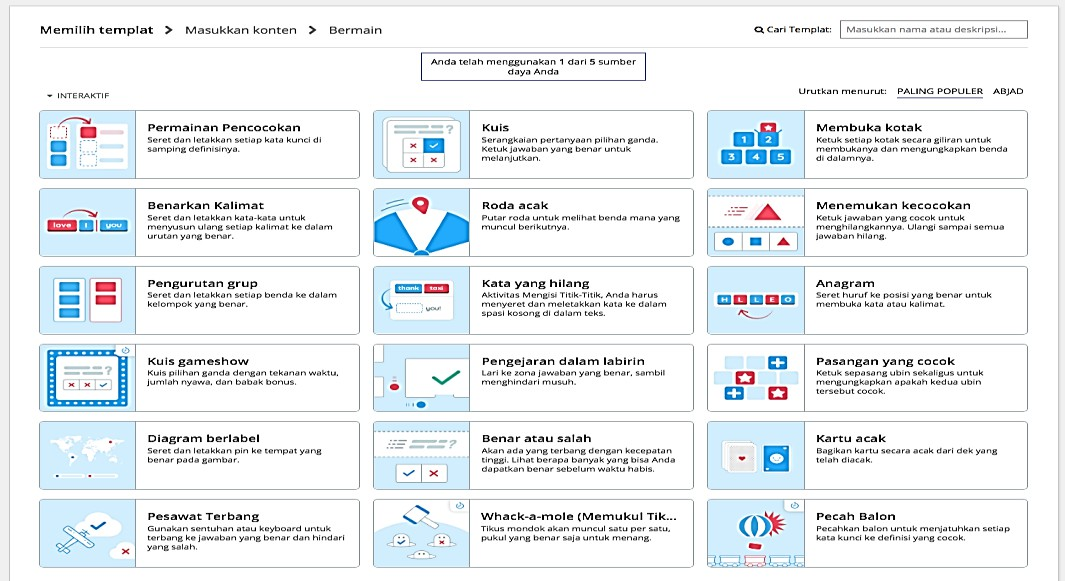 Memilih templat > Masukkan konten > Bermain
Cari Templat: Masukkan nama atau deskripsi...
Anda telah menggunakan 1 dari 5 sumber
daya Anda
INTERAKTIF
Urutkan menurut: PALING POPULER ABJAD
Permainan Pencocokan
Seret dan letakkan setiap kata kunci di
samping definisinya.
?
Kuis
Serangkaian pertanyaan pilihan ganda.
Ketuk jawaban yang benar untuk
melanjutkan.
1 2
3 4 5
Membuka kotak
Ketuk setiap kotak secara giliran untuk
membukanya dan mengungkapkan benda
di dalamnya.
love I you
Benarkan Kalimat
Seret dan letakkan kata-kata untuk
menyusun ulang setiap kalimat ke dalam
urutan yang benar.
Roda acak
Putar roda untuk melihat benda mana yang
muncul berikutnya.
Menemukan kecocokan
Ketuk jawaban yang cocok untuk
menghilangkannya. Ulangi sampai semua
jawaban hilang.
Pengurutan grup
Seret dan letakkan setiap benda ke dalam
kelompok yang benar.
thank taxi
you!
Kata yang hilang
Aktivitas Mengisi Titik-Titik, Anda harus
menyeret dan meletakkan kata ke dalam
spasi kosong di dalam teks.
H L L E O
Anagram
Seret huruf ke posisi yang benar untuk
membuka kata atau kalimat.
?
Kuis gameshow
Kuis pilihan ganda dengan tekanan waktu,
jumlah nyawa, dan babak bonus.
Pengejaran dalam labirin
Lari ke zona jawaban yang benar, sambil
menghindari musuh.
Pasangan yang cocok
Ketuk sepasang ubin sekaligus untuk
mengungkapkan apakah kedua ubin
tersebut cocok.
Diagram berlabel
Seret dan letakkan pin ke tempat yang
benar pada gambar.
?
Benar atau salah
Akan ada yang terbang dengan kecepatan
tinggi. Lihat berapa banyak yang bisa Anda
dapatkan benar sebelum waktu habis.
Kartu acak
Bagikan kartu secara acak dari dek yang
telah diacak.
Pesawat Terbang
Gunakan sentuhan atau keyboard untuk
terbang ke jawaban yang benar dan hindari
yang salah.
Whack-a-mole (Memukul Tik...
Tikus mondok akan muncul satu per satu,
pukul yang benar saja untuk menang.
Pecah Balon
Pecahkan balon untuk menjatuhkan setiap
kata kunci ke definisi yang cocok.